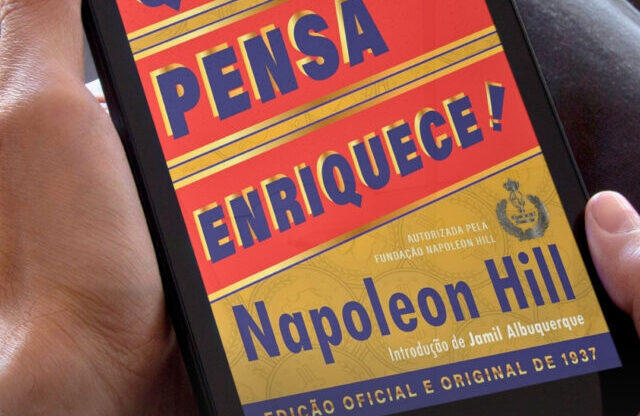 Q
PENSA
ENRIQUECE!
AUTORIZADA PELA
FUNDAÇÃO NAPOLEON HILL
Napoleon Hill
Introdução de Jamil Albuquerque
EDIÇÃO OFICIAL E ORIGINAL DE 1937